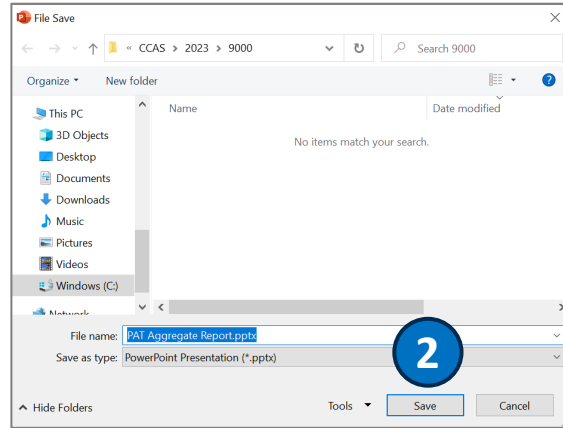 File Save
« CCAS > 2023 > 9000
Search 9000
Organize
New folder
?
Name
Date modified
This PC
No items match your search.
3D Objects
Desktop
Documents
Downloads
Music
Pictures
Videos
Windows (C:)
Network
File name: PAT Aggregate Report.pptx
Save as type: PowerPoint Presentation (*.pptx)
2
Hide Folders
Tools
Save
Cancel